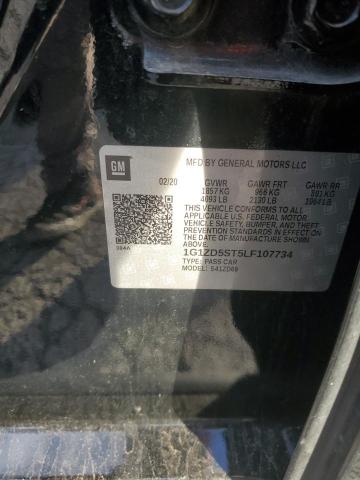 GM
MFD BY GENERAL MOTORS LLC
02/20 GVWR GAWR FRT GAWR RR
1857 KG 966 KG 891 KG
4093 LB 2130 LB 1964 LB
THIS VEHICLE CONFORMS TO ALL
APPLICABLE U.S. FEDERAL MOTOR
VEHICLE SAFETY, BUMPER, AND THEFT
PREVENTION STANDARDS IN EFFECT ON
THE DATE OF MANUFACTURE SHOWN ABOVE.
1G1ZD5ST5LF107734
TYPE: PASS CAR
MODEL: S41ZD69